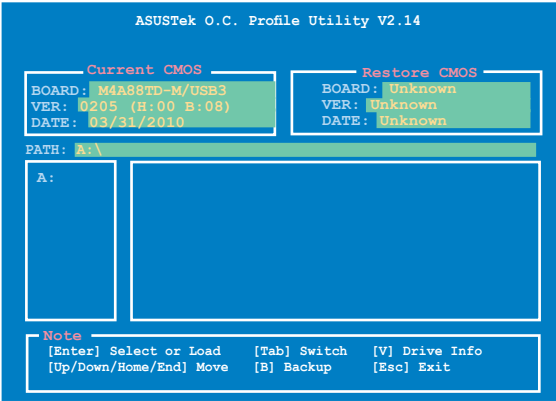 ASUSTek O.C. Profile Utility V2.14
Current CMOS
BOARD: M4A88TD-M/USB3
VER: 0205 (H:00 B:08)
DATE: 03/31/2010
Restore CMOS
BOARD: Unknown
VER: Unknown
DATE: Unknown
PATH: A:\
A:
Note
[Enter] Select or Load [Tab] Switch [V] Drive Info
[Up/Down/Home/End] Move [B] Backup [Esc] Exit